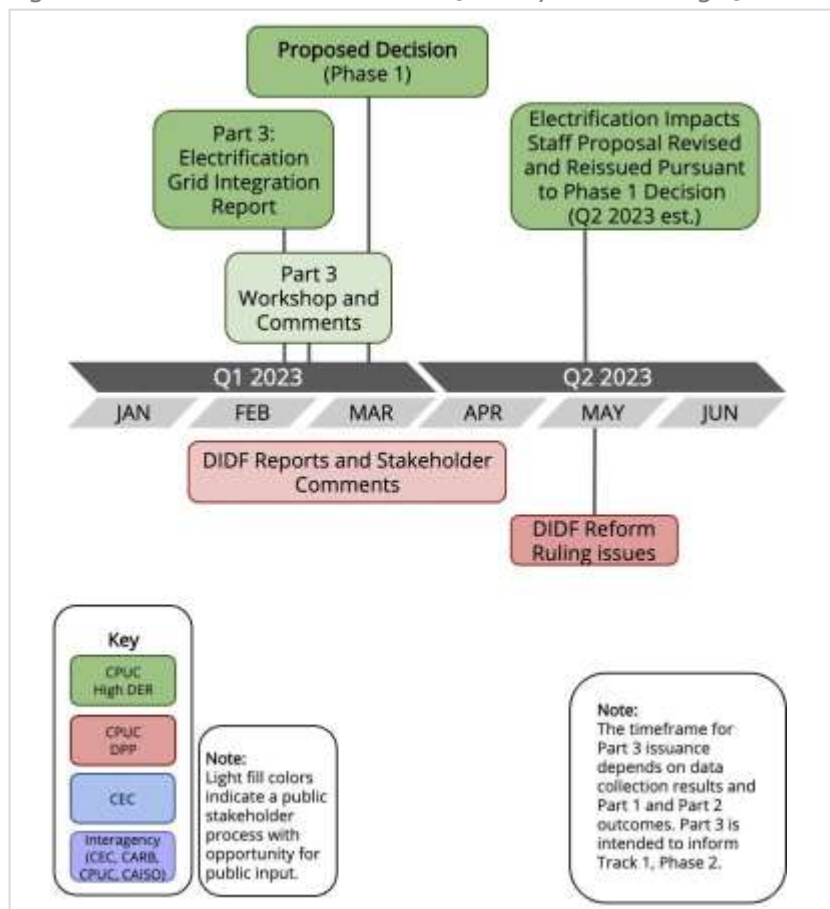 Proposed Decision
(Phase 1)
Part 3:
Electrification
Grid Integration
Report
Electrification Impacts
Staff Proposal Revised
and Reissued Pursuant
to Phase 1 Decision
(Q2 2023 est.)
Part 3
Workshop and
Comments
Q1 2023
Q2 2023
JAN
FEB
MAR
APR
MAY
JUN
DIDF Reports and Stakeholder
Comments
DIDF Reform
Ruling issues
Key
CPUC
High DER
CPUC
DPP
CEC
Interagency
(CEC, CARB,
CPUC, CAISO)
Note:
Light fill colors
indicate a public
stakeholder
process with
opportunity for
public input.
Note:
The timeframe for
Part 3 issuance
depends on data
collection results and
Part 1 and Part 2
outcomes. Part 3 is
intended to inform
Track 1, Phase 2.